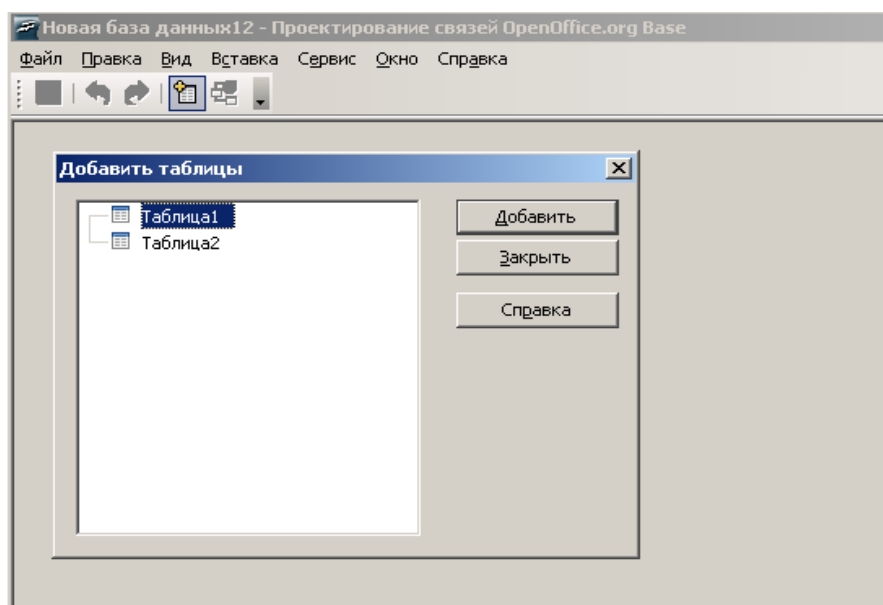 Новая база данных12 - Проектирование связей OpenOffice.org Base
Файл Правка Вид Вставка Сервис Окно Справка
Добавить таблицы
Таблица1
Таблица2
Добавить
Закрыть
Справка